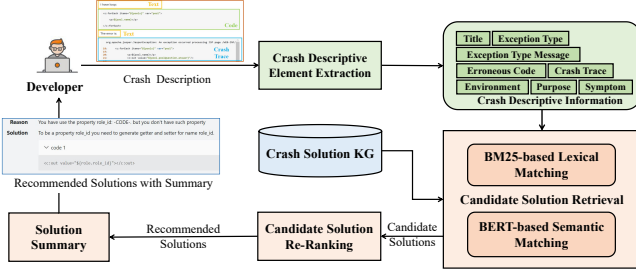 Text
Code
Crash
Trace
Developer
Crash Description
Crash Descriptive
Element Extraction
Title
Exception Type
Exception Type Message
Erroneous Code
Crash Trace
Environment
Purpose
Symptom
Crash Descriptive Information
Reason You have use the property role_id: -CODE- but you don't have such property
Solution To be a property role_id you need to generate getter and setter for name role_id:
code 1
Recommended Solutions with Summary
Crash Solution KG
BM25-based Lexical
Matching
Candidate Solution Retrieval
BERT-based Semantic
Matching
Candidate
Solutions
Candidate Solution
Re-Ranking
Recommended
Solutions
Solution
Summary